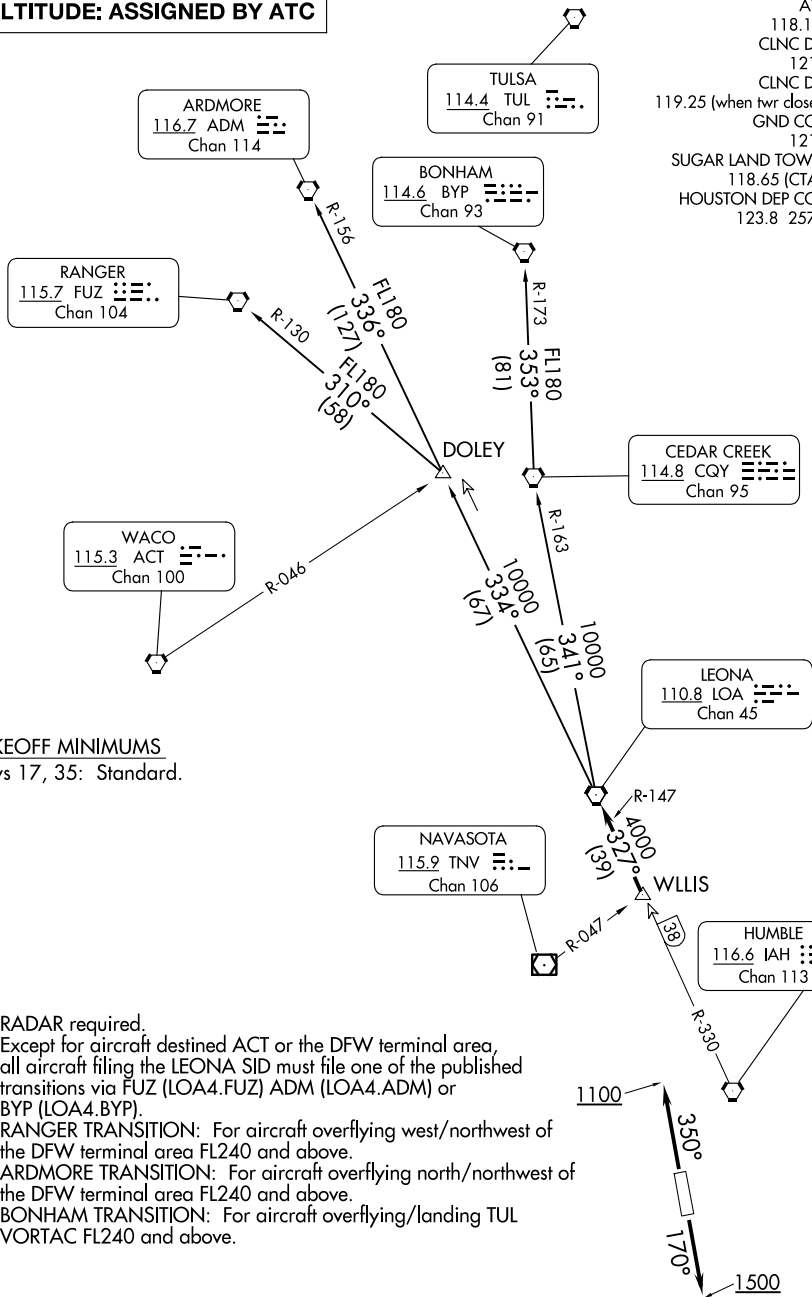 LTITUDE: ASSIGNED BY ATC
118.1
CLNC D
121
CLNC D
119.25 (when twr close
GND CO
121
SUGAR LAND TOW
118.65 (CTA
HOUSTON DEP CO
123.8 257
TULSA
114.4 TUL
Chan 91
ARDMORE
116.7 ADM
Chan 114
BONHAM
114.6 BYP
Chan 93
RANGER
115.7 FUZ
Chan 104
R-156
FL180
336°
(127)
R-130
FL180
310°
(58)
R-173
FL180
353°
(81)
DOLEY
CEDAR CREEK
114.8 CQY
Chan 95
WACO
115.3 ACT
Chan 100
R-046
R-163
10000
334°
(67)
10000
341°
(65)
LEONA
110.8 LOA
Chan 45
KEOFF MINIMUMS
ys 17, 35: Standard.
R-147
4000
327°
(39)
NAVASOTA
115.9 TNV
Chan 106
WLLIS
R-047
38
HUMBLE
116.6 IAH
Chan 113
R-330
RADAR required.
Except for aircraft destined ACT or the DFW terminal area,
all aircraft filing the LEONA SID must file one of the published
transitions via FUZ (LOA4.FUZ) ADM (LOA4.ADM) or
BYP (LOA4.BYP).
RANGER TRANSITION: For aircraft overflying west/northwest of
the DFW terminal area FL240 and above.
ARDMORE TRANSITION: For aircraft overflying north/northwest of
the DFW terminal area FL240 and above.
BONHAM TRANSITION: For aircraft overflying/landing TUL
VORTAC FL240 and above.
1100
350°
170°
1500